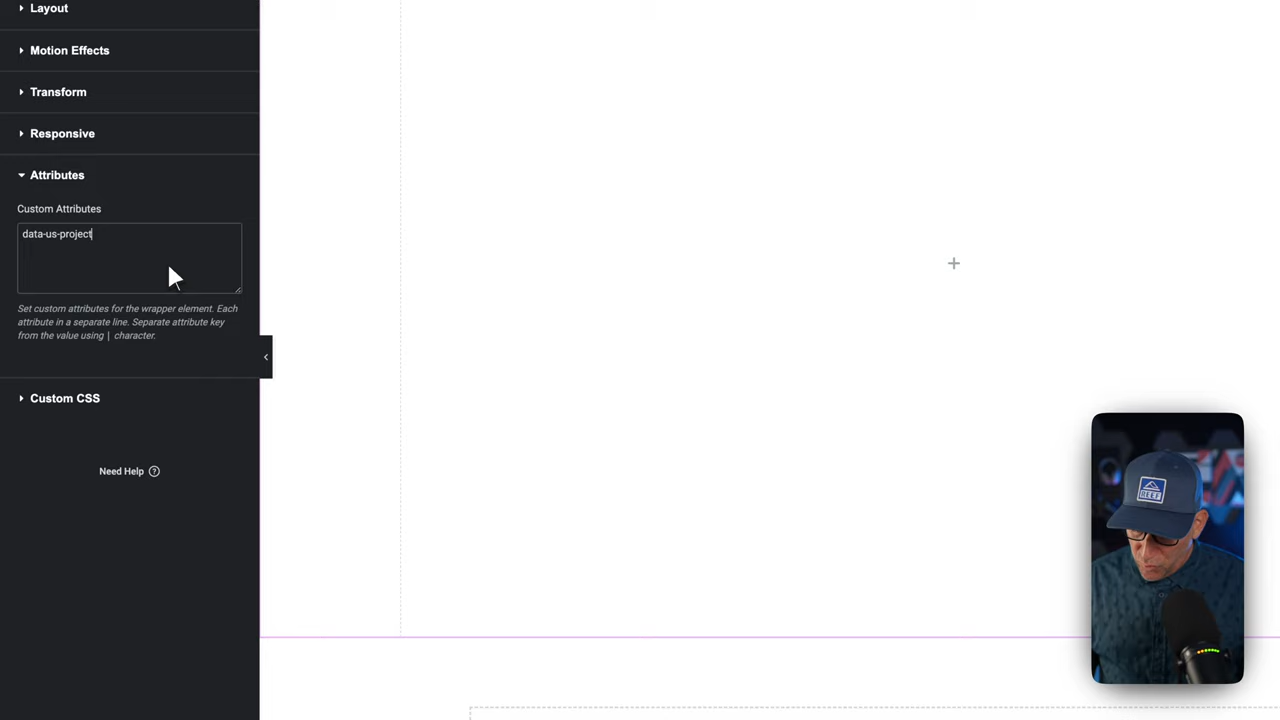 Layout
Motion Effects
Transform
Responsive
Attributes
Custom Attributes
data-us-project
Set custom attributes for the wrapper element. Each
attribute in a separate line. Separate attribute key
from the value using | character.
Custom CSS
Need Help ?
REEF